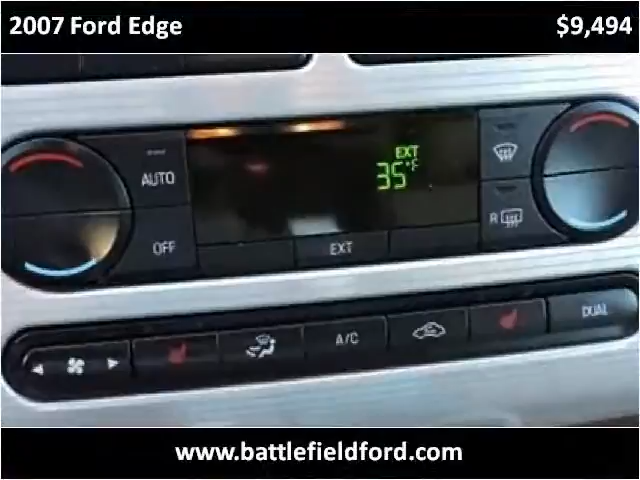 2007 Ford Edge
$9,494
EXT
35°F
AUTO
OFF
EXT
R
A/C
DUAL
www.battlefieldford.com